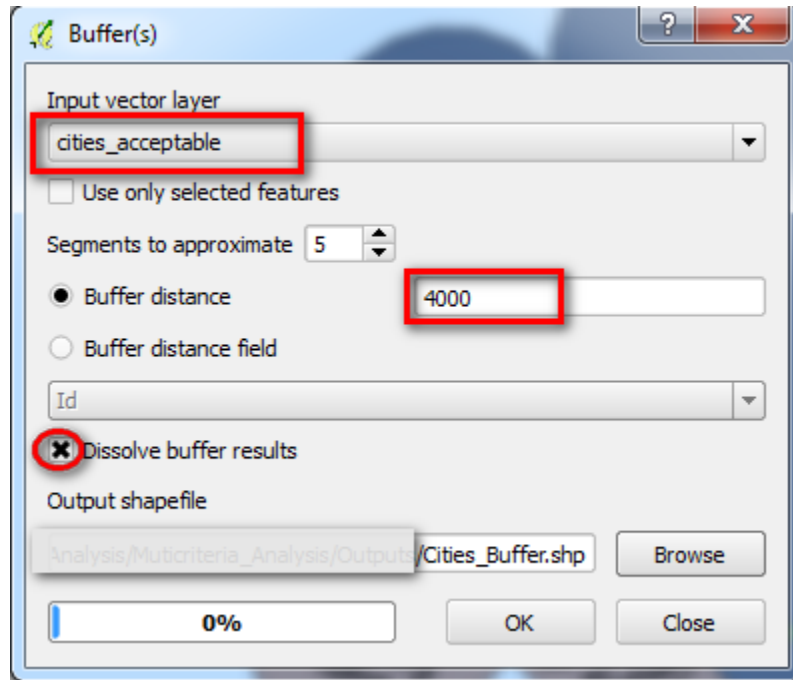 Buffer(s)
Input vector layer
cities_acceptable
Use only selected features
Segments to approximate 5
Buffer distance 4000
Buffer distance field
Id
Dissolve buffer results
Output shapefile
Analysis/Muticriteria_Analysis/Outputs/Cities_Buffer.shp Browse
0% OK Close